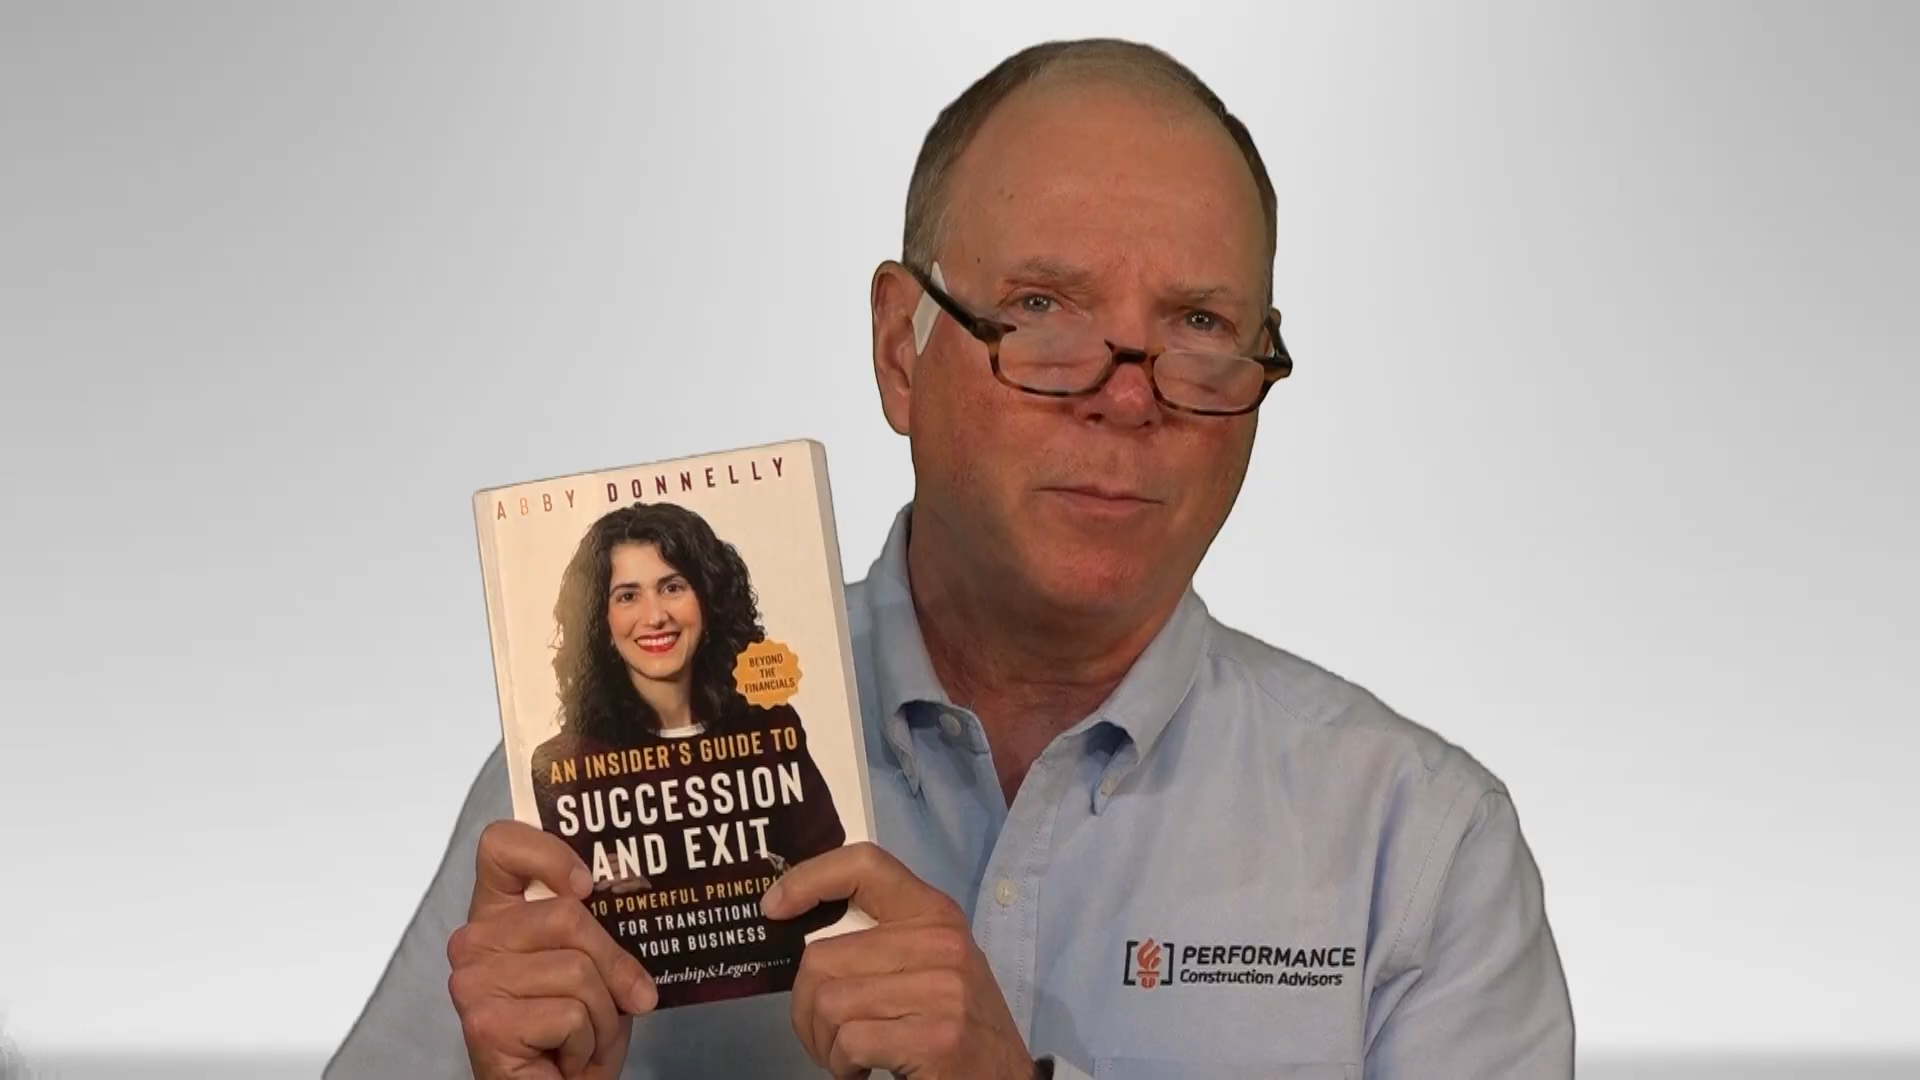 ABBY DONNELLY
BEYOND
THE
FINANCIALS
AN INSIDER'S GUIDE TO
SUCCESSION
AND EXIT
10 POWERFUL
FOR
YOUR BUSINESS
GROUP
PERFORMANCE
Construction Advisors